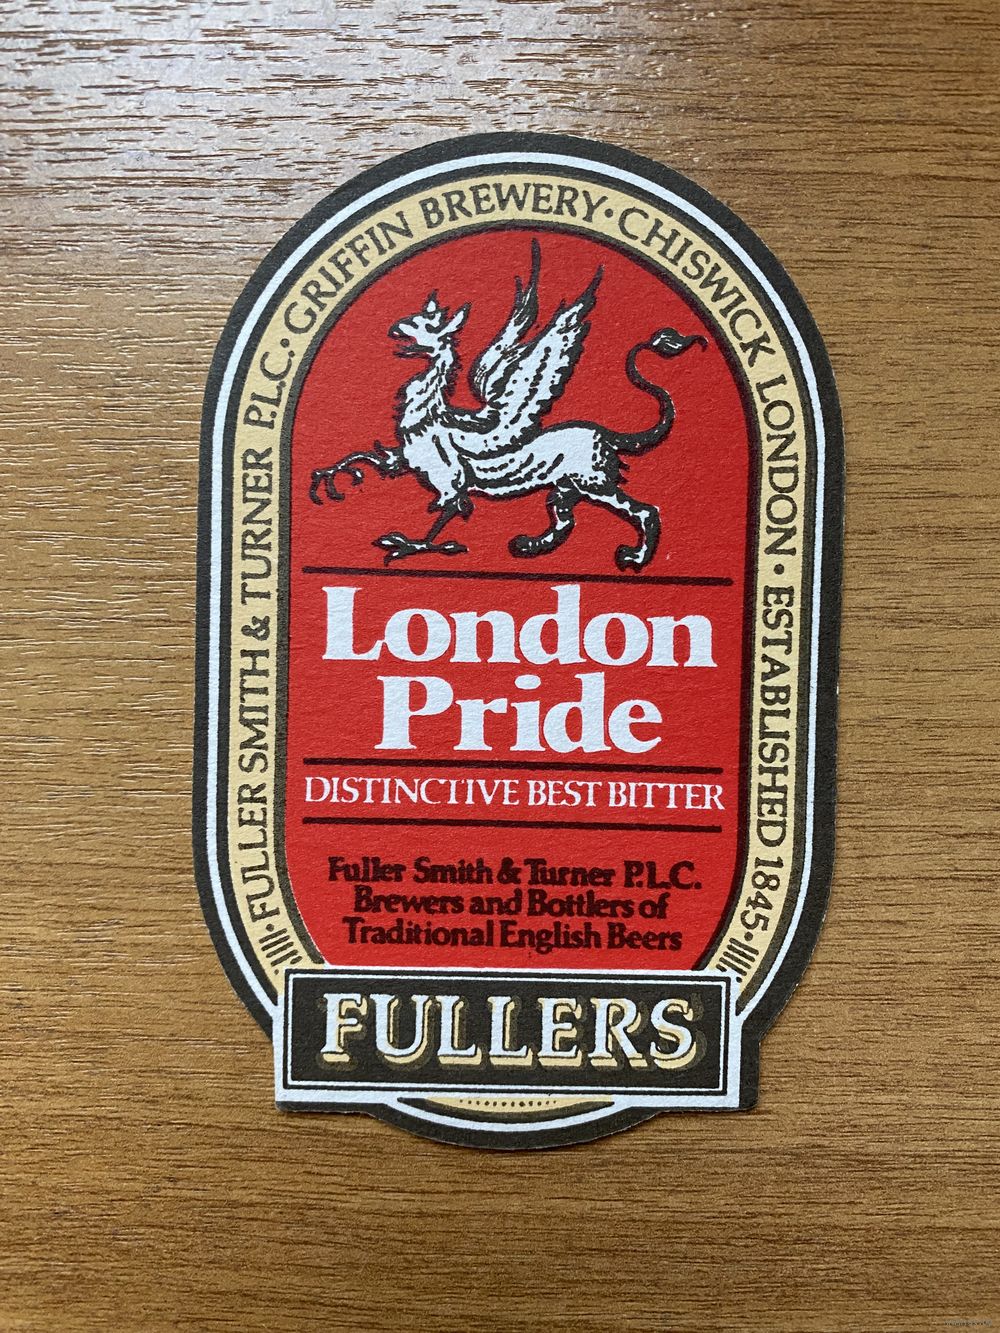 ·FULLER SMITH & TURNER P.L.C.·GRIFFIN BREWERY·CHISWICK LONDON·ESTABLISHED 1845·
London
Pride
DISTINCTIVE BEST BITTER
Fuller Smith & Turner P.L.C.
Brewers and Bottlers of
Traditional English Beers
FULLERS